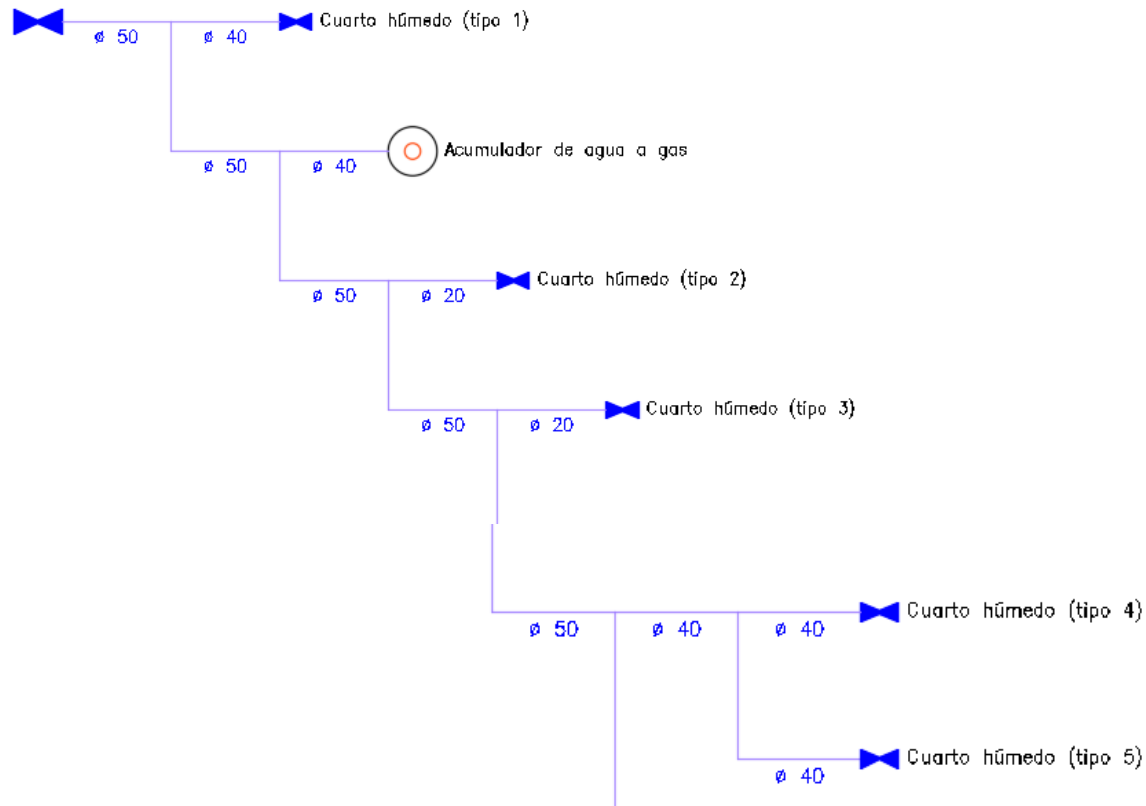 Cuarto húmedo (tipo 1)
ø 50
ø 40
Acumulador de agua a gas
ø 50
ø 40
Cuarto húmedo (tipo 2)
ø 50
ø 20
Cuarto húmedo (tipo 3)
ø 50
ø 20
Cuarto húmedo (tipo 4)
ø 50
ø 40
ø 40
Cuarto húmedo (tipo 5)
ø 40